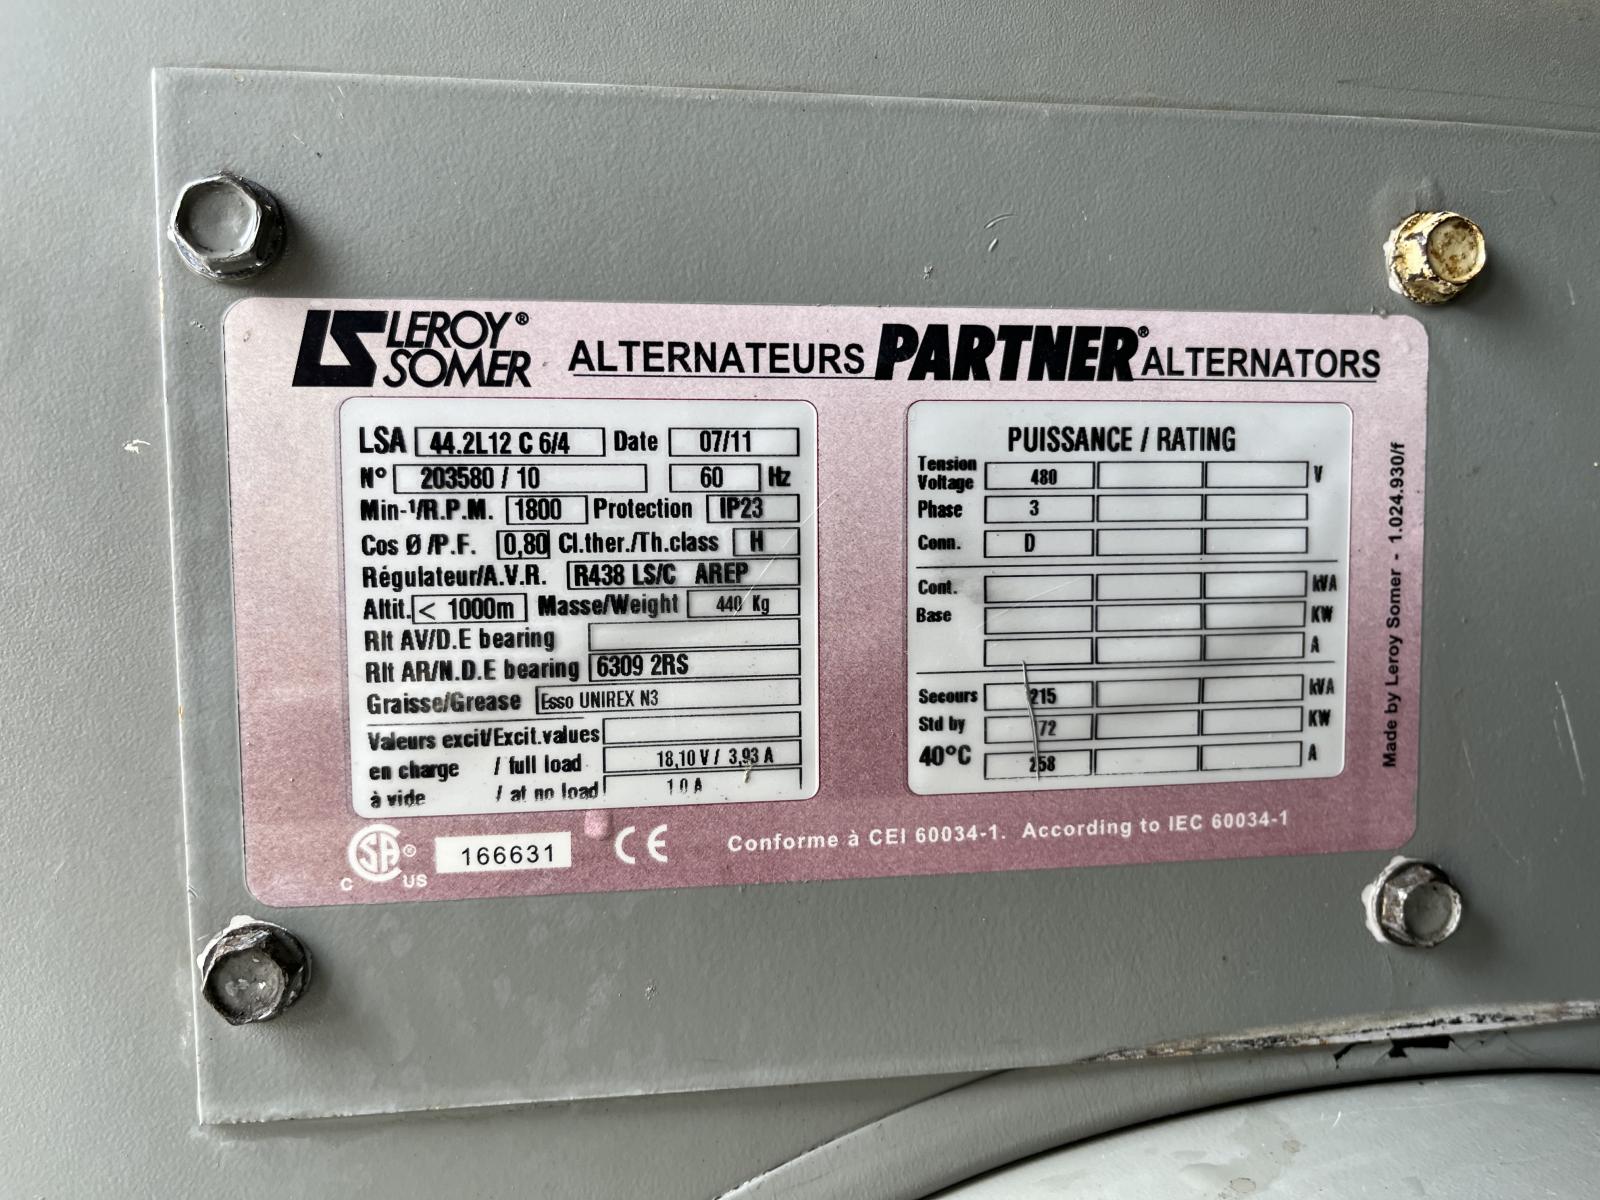 LEROY® SOMER ALTERNATEURS PARTNER® ALTERNATORS
LSA 44.2L12 C 6/4 Date 07/11
N° 203580 / 10 60 Hz
Min-¹/R.P.M. 1800 Protection IP23
Cos Ø /P.F. 0,80 Cl.ther./Th.class H
Régulateur/A.V.R. R438 LS/C AREP
Altit. < 1000m Masse/Weight 440 Kg
Rlt AV/D.E bearing
Rlt AR/N.D.E bearing 6309 2RS
Graisse/Grease Esso UNIREX N3
Valeurs excit/Excit.values
en charge / full load 18,10 V / 3,93 A
à vide / at no load 1 0 A
PUISSANCE / RATING
Tension
Voltage 480 V
Phase 3
Conn. D
Cont. kVA
Base KW
A
Secours 215 kVA
Std by 72 KW
40°C 258 A
Made by Leroy Somer - 1.024.930/f
C SA® US 166631 CE Conforme à CEI 60034-1. According to IEC 60034-1